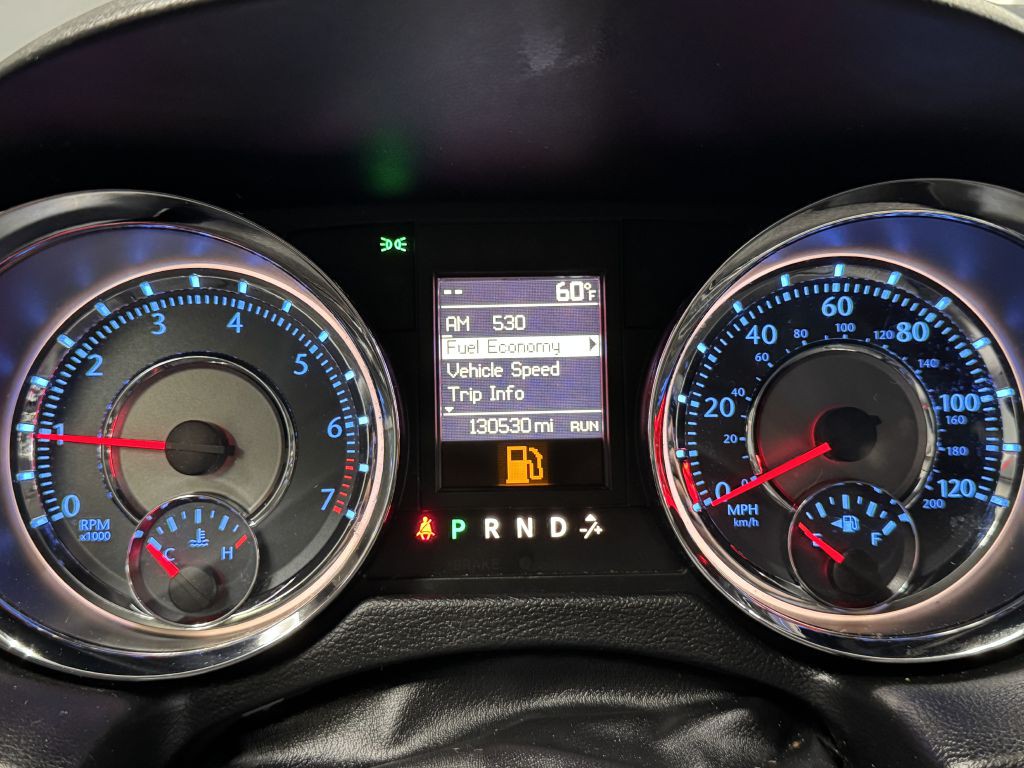 -- 60°F
AM 530
Fuel Economy
Vehicle Speed
Trip Info
130530 mi RUN
P R N D
BRAKE
0 1 2 3 4 5 6 7
RPM
x1000
C H
0 20 40 60 80 100 120
0 20 40 60 80 100 120 140 160 180 200
MPH
km/h
E F